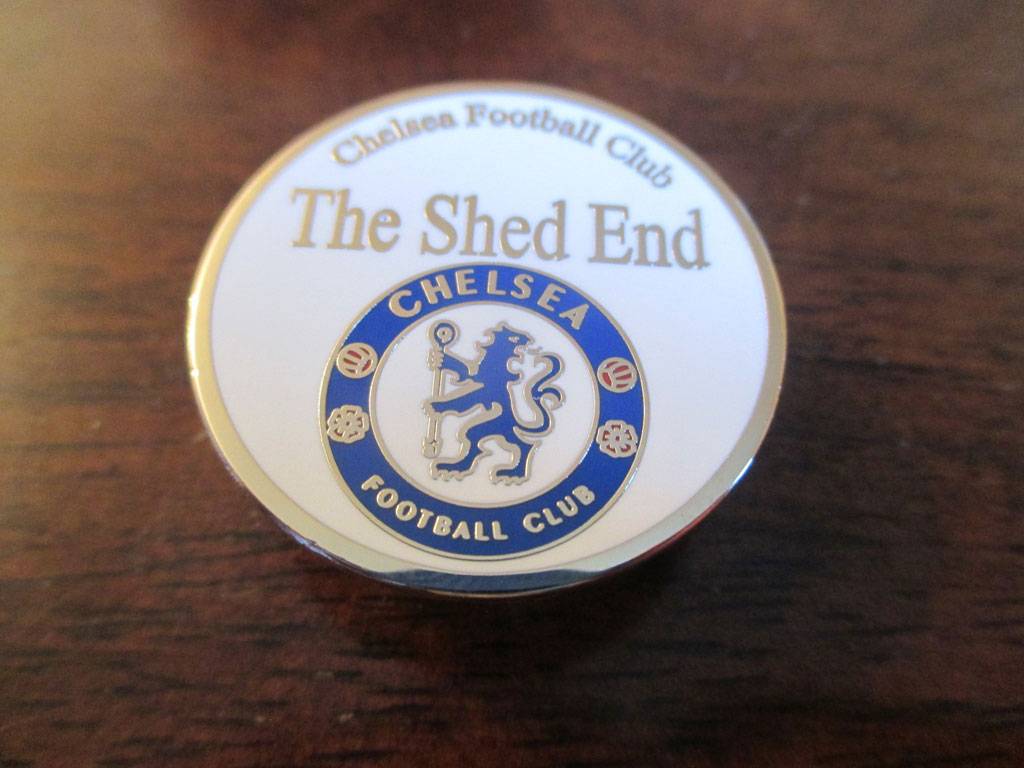 Chelsea Football Club
The Shed End
CHELSEA
FOOTBALL CLUB